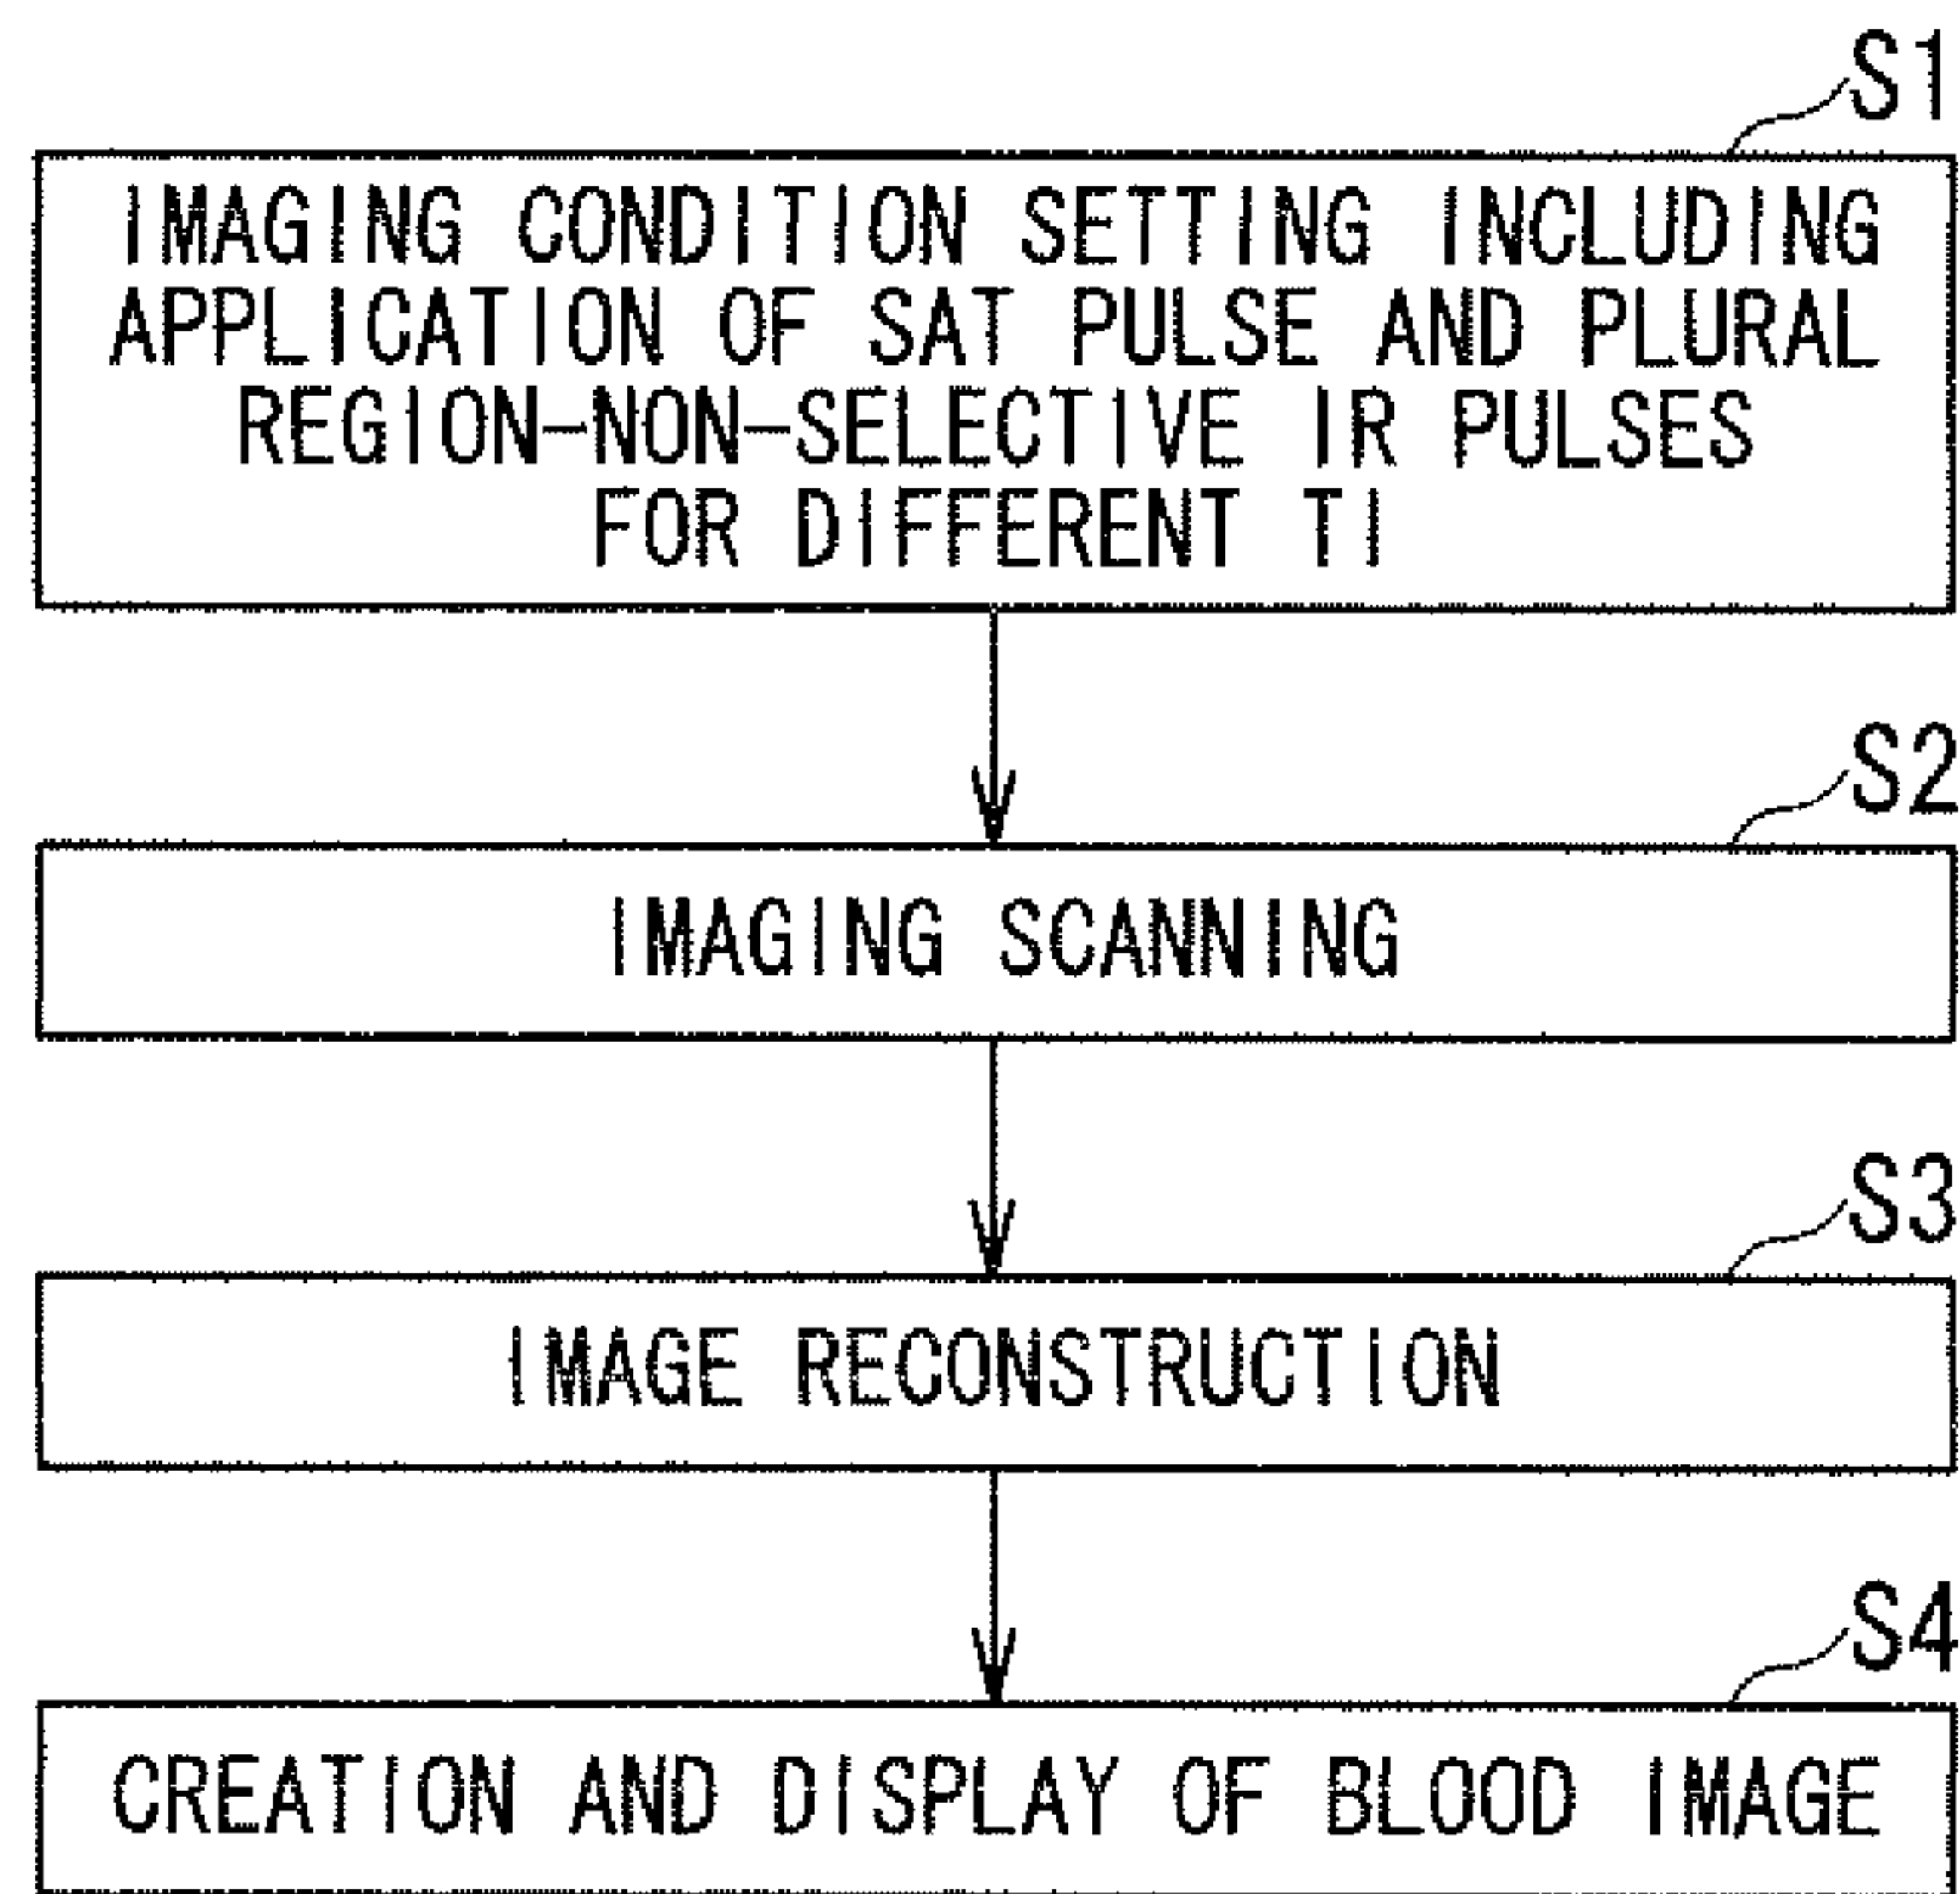 S1
IMAGING CONDITION SETTING INCLUDING
APPLICATION OF SAT PULSE AND PLURAL
REGION-NON-SELECTIVE IR PULSES
FOR DIFFERENT TI
S2
IMAGING SCANNING
S3
IMAGE RECONSTRUCTION
S4
CREATION AND DISPLAY OF BLOOD IMAGE